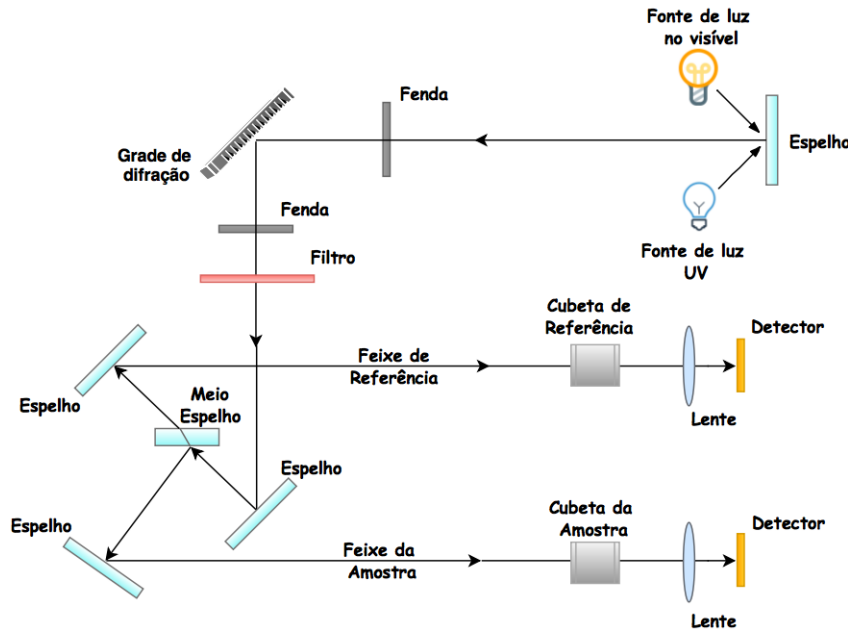 Fonte de luz
no visível
Fenda
Espelho
Grade de
difração
Fenda
Fonte de luz
UV
Filtro
Cubeta de
Referência
Detector
Feixe de
Referência
Espelho
Meio
Espelho
Lente
Espelho
Cubeta da
Amostra
Detector
Espelho
Feixe da
Amostra
Lente